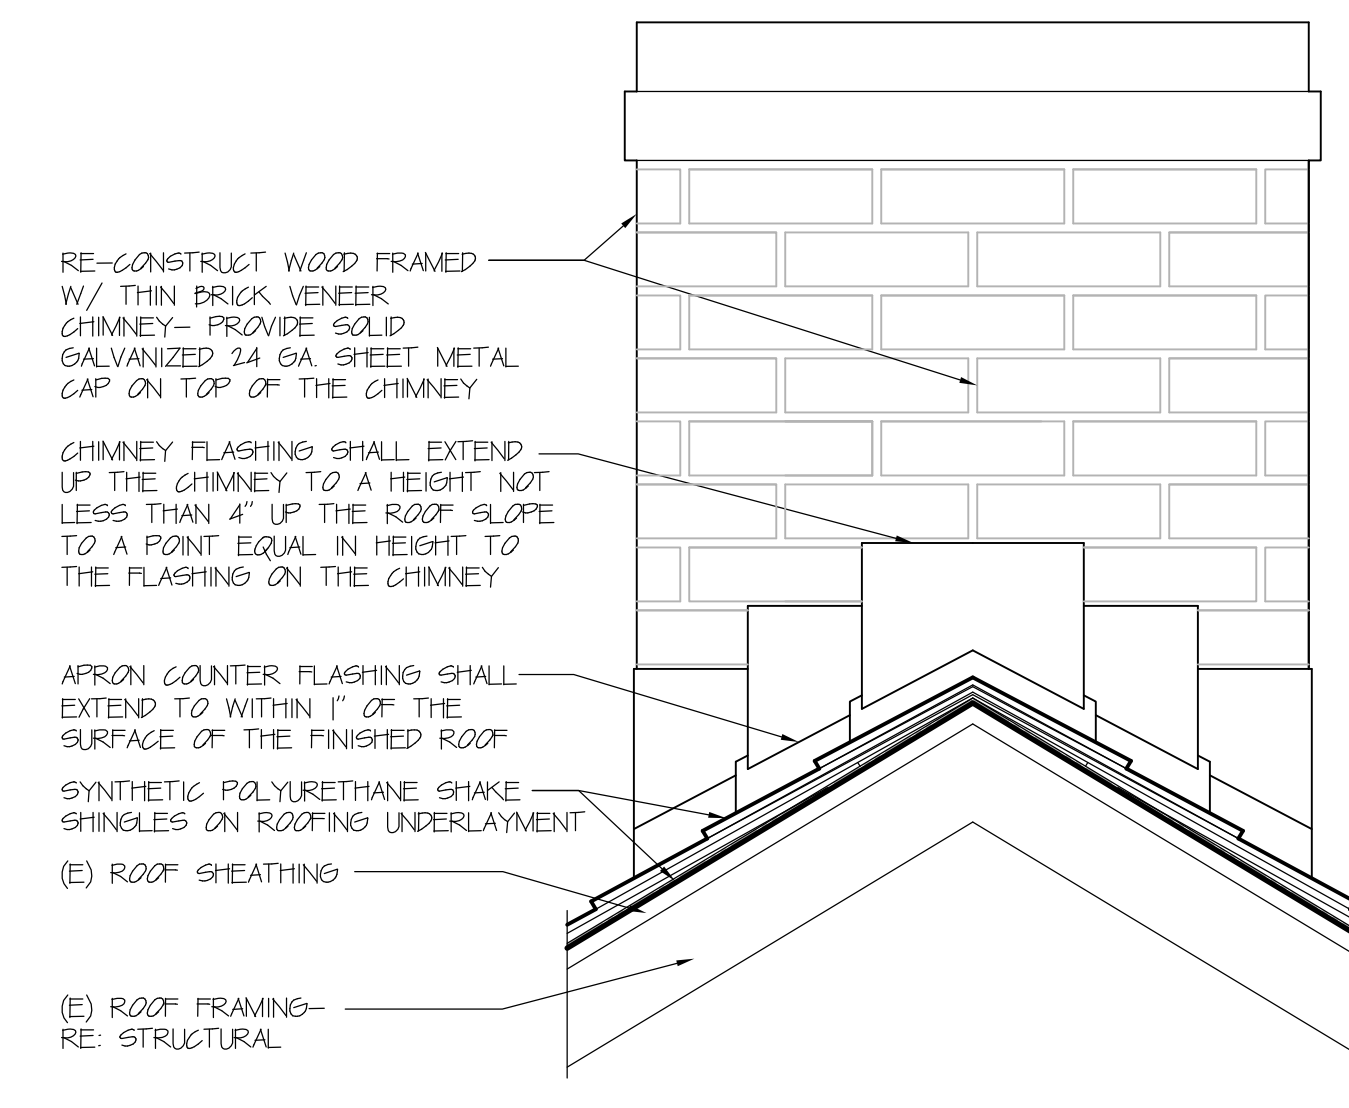 RE-CONSTRUCT WOOD FRAMED
W/ THIN BRICK VENEER
CHIMNEY- PROVIDE SOLID
GALVANIZED 24 GA. SHEET METAL
CAP ON TOP OF THE CHIMNEY
CHIMNEY FLASHING SHALL EXTEND
UP THE CHIMNEY TO A HEIGHT NOT
LESS THAN 4" UP THE ROOF SLOPE
TO A POINT EQUAL IN HEIGHT TO
THE FLASHING ON THE CHIMNEY
APRON COUNTER FLASHING SHALL
EXTEND TO WITHIN 1" OF THE
SURFACE OF THE FINISHED ROOF
SYNTHETIC POLYURETHANE SHAKE
SHINGLES ON ROOFING UNDERLAYMENT
(E) ROOF SHEATHING
(E) ROOF FRAMING-
RE: STRUCTURAL